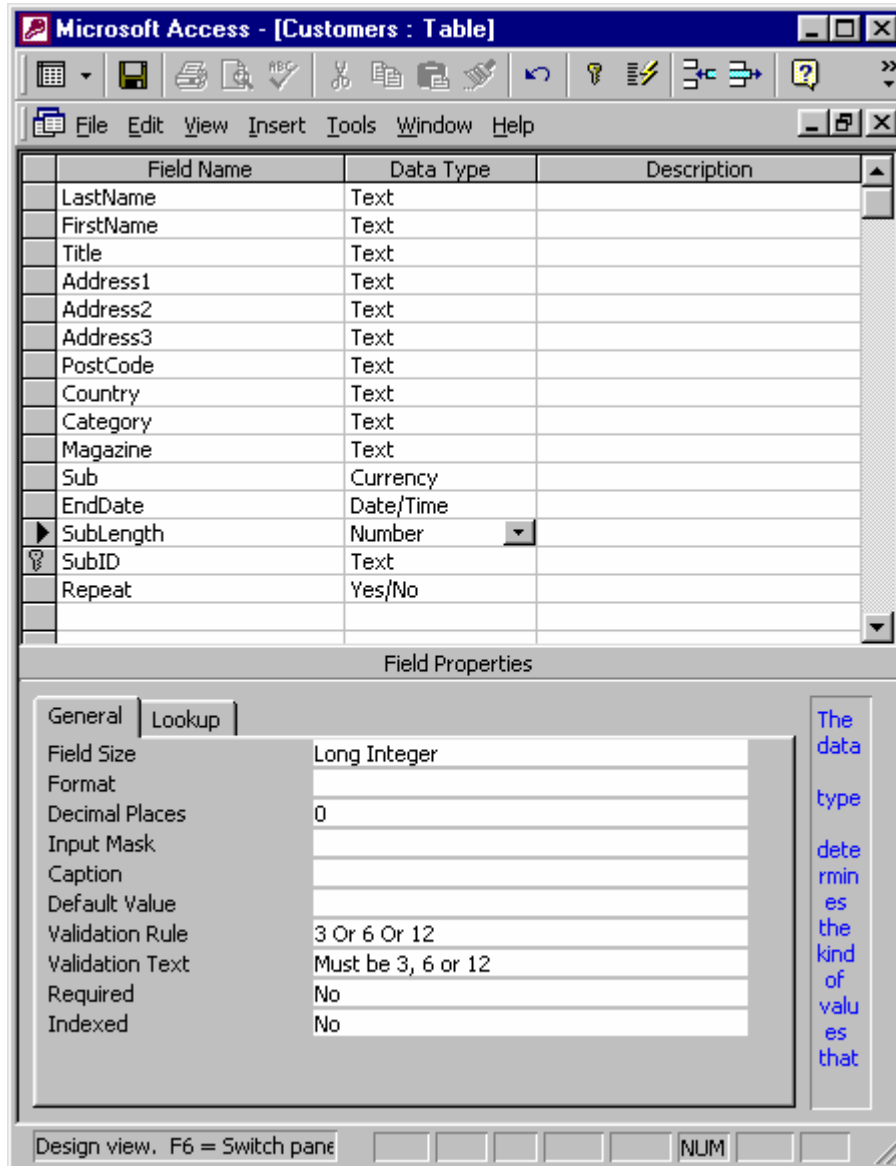 Microsoft Access - [Customers : Table]
ABC
»
File Edit View Insert Tools Window Help
Field Name Data Type Description
LastName Text
FirstName Text
Title Text
Address1 Text
Address2 Text
Address3 Text
PostCode Text
Country Text
Category Text
Magazine Text
Sub Currency
EndDate Date/Time
SubLength Number
SubID Text
Repeat Yes/No
Field Properties
General Lookup
Field Size Long Integer
Format
Decimal Places 0
Input Mask
Caption
Default Value
Validation Rule 3 Or 6 Or 12
Validation Text Must be 3, 6 or 12
Required No
Indexed No
The
data
type
dete
rmin
es
the
kind
of
valu
es
that
Design view. F6 = Switch pane NUM